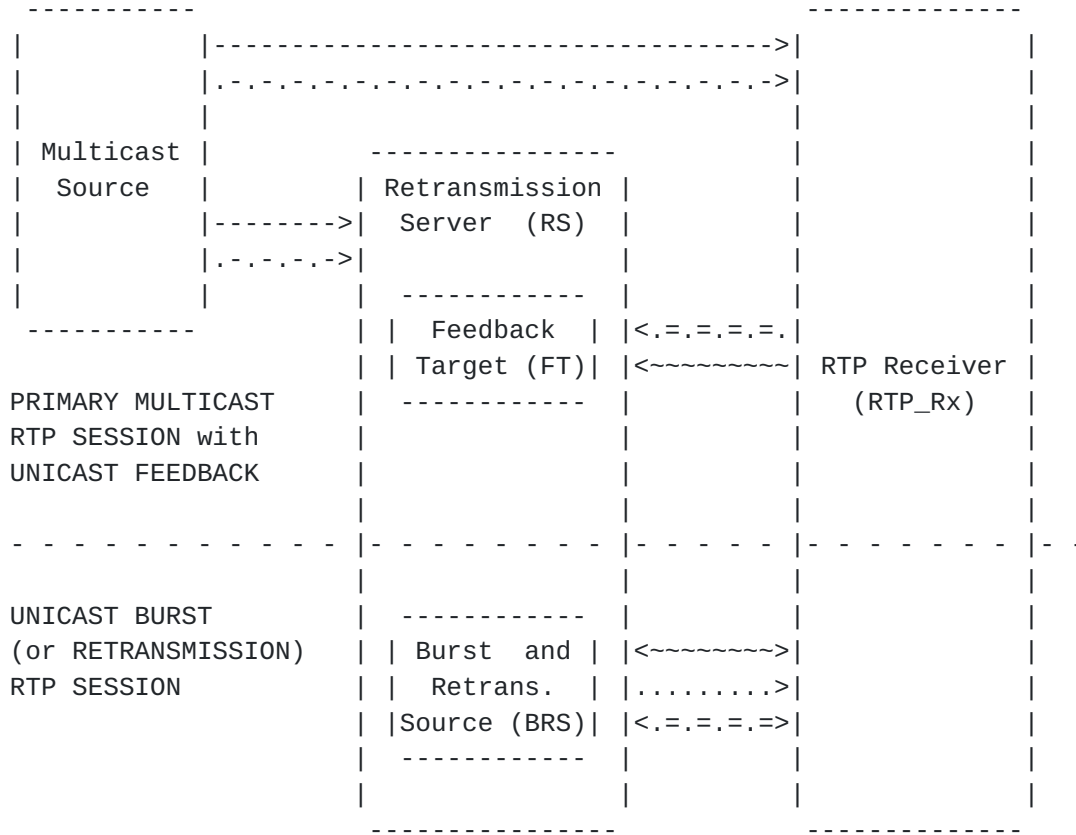 Multicast
Source
Retransmission
Server (RS)
Feedback
Target (FT)
RTP Receiver
(RTP_Rx)
PRIMARY MULTICAST
RTP SESSION with
UNICAST FEEDBACK
UNICAST BURST
(or RETRANSMISSION)
RTP SESSION
Burst and
Retrans.
Source (BRS)